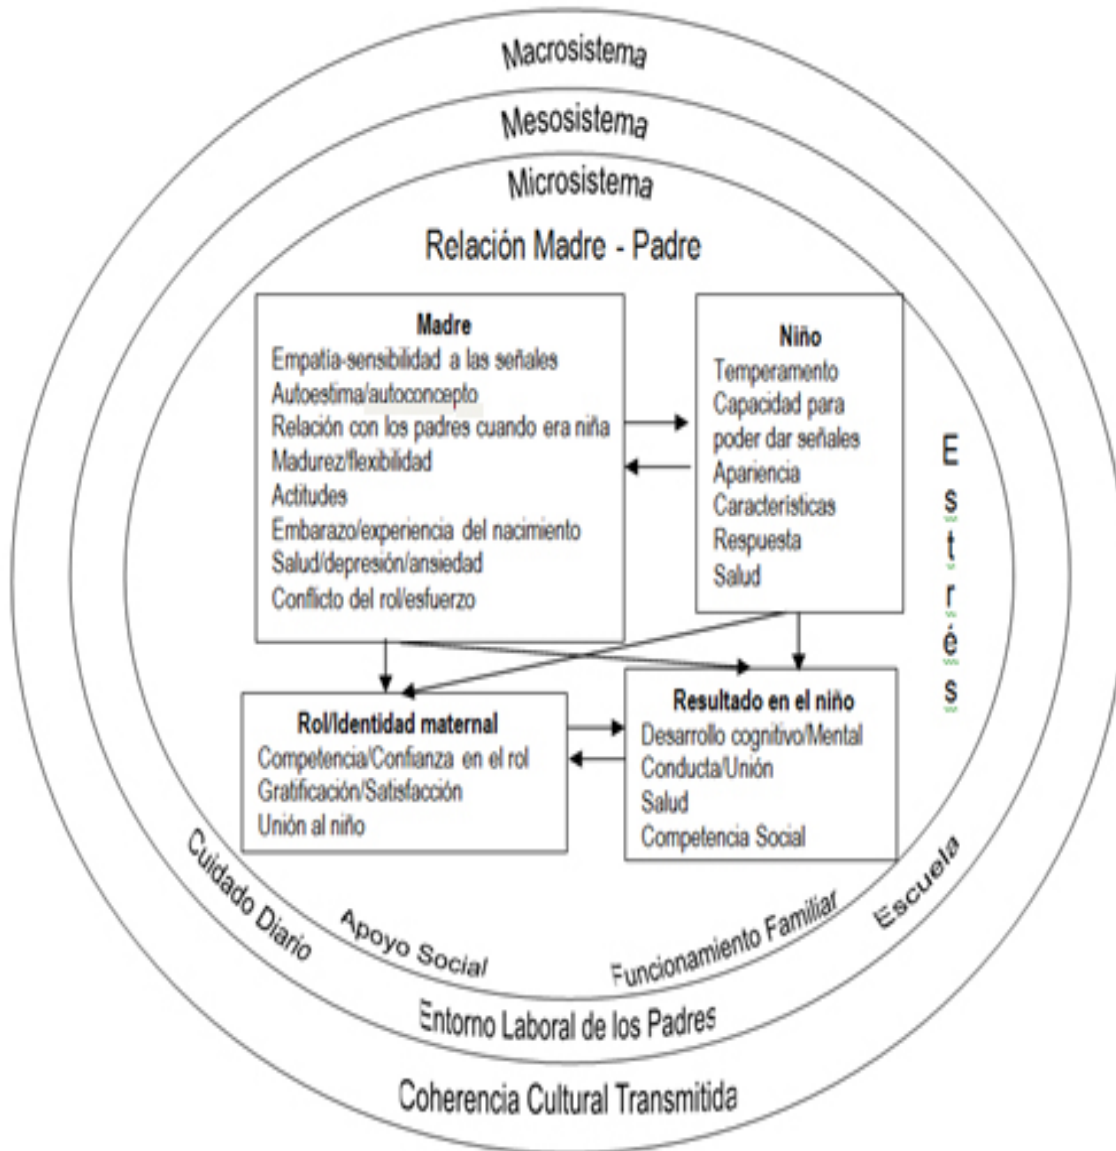 Macrosistema
Mesosistema
Microsistema
Relación Madre - Padre
Madre
Empatía-sensibilidad a las señales
Autoestima/autoconcepto
Relación con los padres cuando era niña
Madurez/flexibilidad
Actitudes
Embarazo/experiencia del nacimiento
Salud/depresión/ansiedad
Conflicto del rol/esfuerzo
Niño
Temperamento
Capacidad para
poder dar señales
Apariencia
Características
Respuesta
Salud
Estrés
Rol/Identidad maternal
Competencia/Confianza en el rol
Gratificación/Satisfacción
Unión al niño
Resultado en el niño
Desarrollo cognitivo/Mental
Conducta/Unión
Salud
Competencia Social
Cuidado Diario
Apoyo Social
Funcionamiento Familiar
Escuela
Entorno Laboral de los Padres
Coherencia Cultural Transmitida